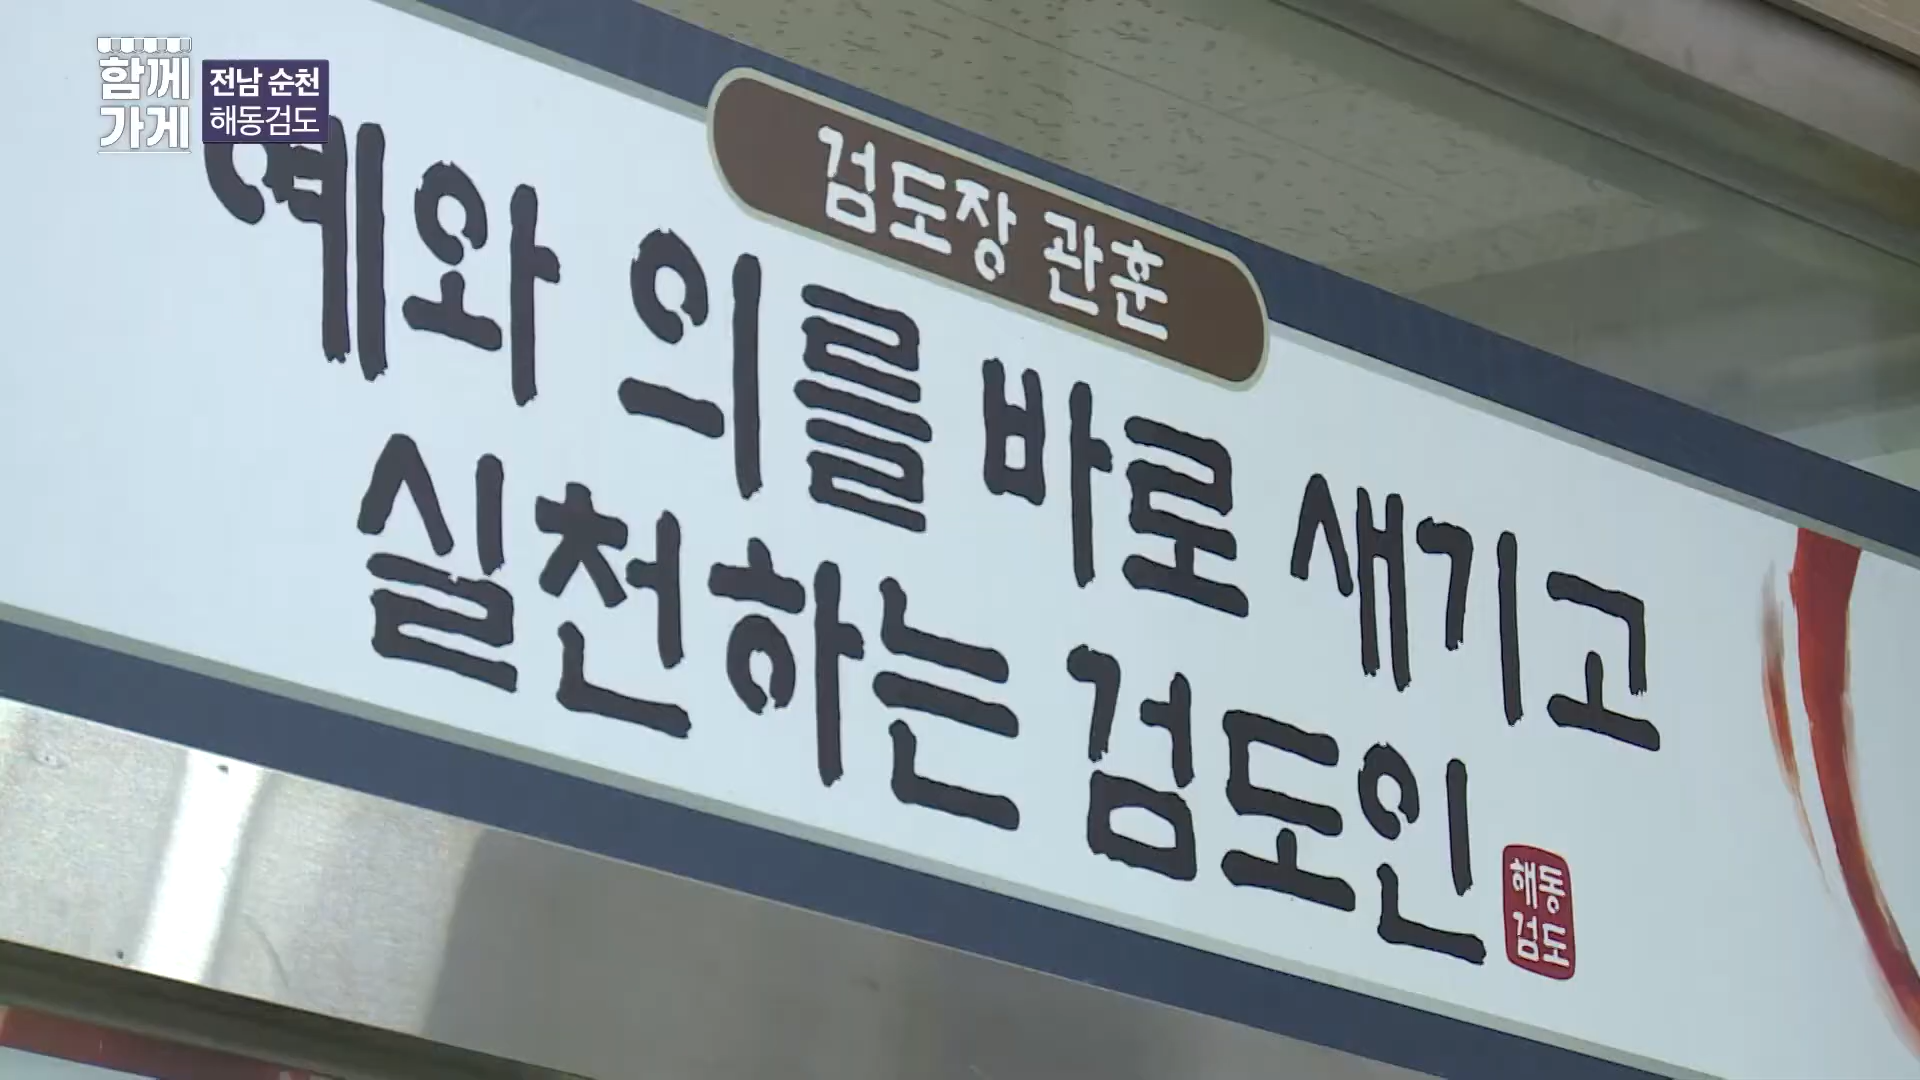 함께
가게
전남 순천
해동검도
검도장 관훈
예와 의를 바로 새기고
실천하는 검도인
해동
검도